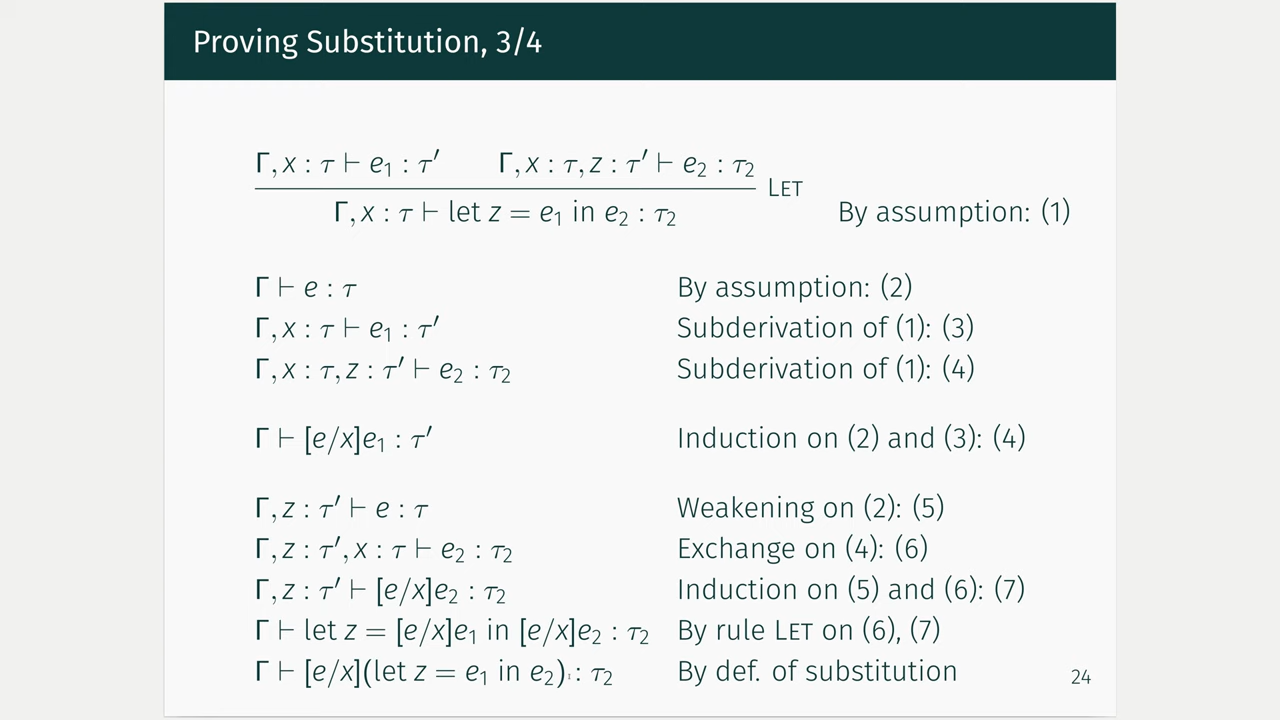 Proving Substitution, 3/4
Γ, x : τ ⊢ e₁ : τ′ Γ, x : τ, z : τ′ ⊢ e₂ : τ₂
LET
Γ, x : τ ⊢ let z = e₁ in e₂ : τ₂ By assumption: (1)
Γ ⊢ e : τ By assumption: (2)
Γ, x : τ ⊢ e₁ : τ′ Subderivation of (1): (3)
Γ, x : τ, z : τ′ ⊢ e₂ : τ₂ Subderivation of (1): (4)
Γ ⊢ [e/x]e₁ : τ′ Induction on (2) and (3): (4)
Γ, z : τ′ ⊢ e : τ Weakening on (2): (5)
Γ, z : τ′, x : τ ⊢ e₂ : τ₂ Exchange on (4): (6)
Γ, z : τ′ ⊢ [e/x]e₂ : τ₂ Induction on (5) and (6): (7)
Γ ⊢ let z = [e/x]e₁ in [e/x]e₂ : τ₂ By rule LET on (6), (7)
Γ ⊢ [e/x](let z = e₁ in e₂) : τ₂ By def. of substitution
24